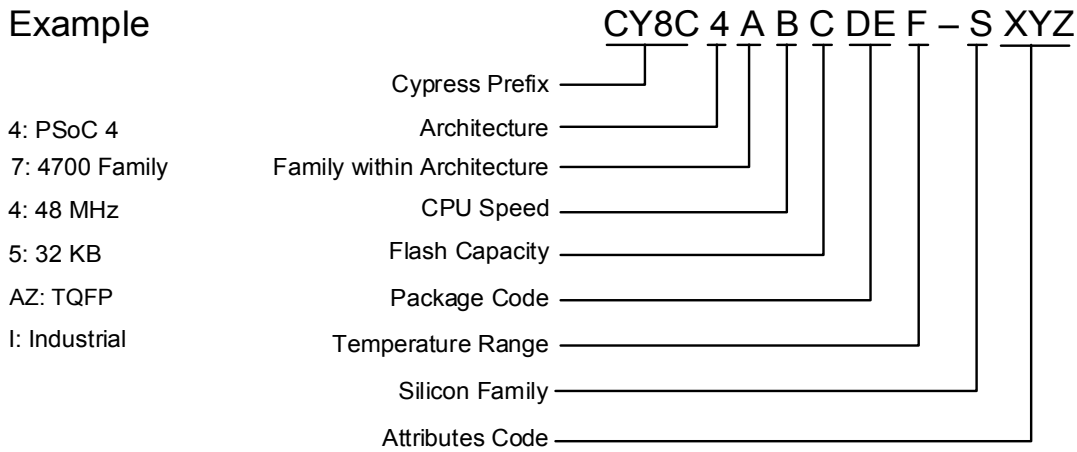 Example
CY8C 4 A B C DE F – S XYZ
Cypress Prefix
4: PSoC 4
Architecture
7: 4700 Family
Family within Architecture
4: 48 MHz
CPU Speed
5: 32 KB
Flash Capacity
AZ: TQFP
Package Code
I: Industrial
Temperature Range
Silicon Family
Attributes Code